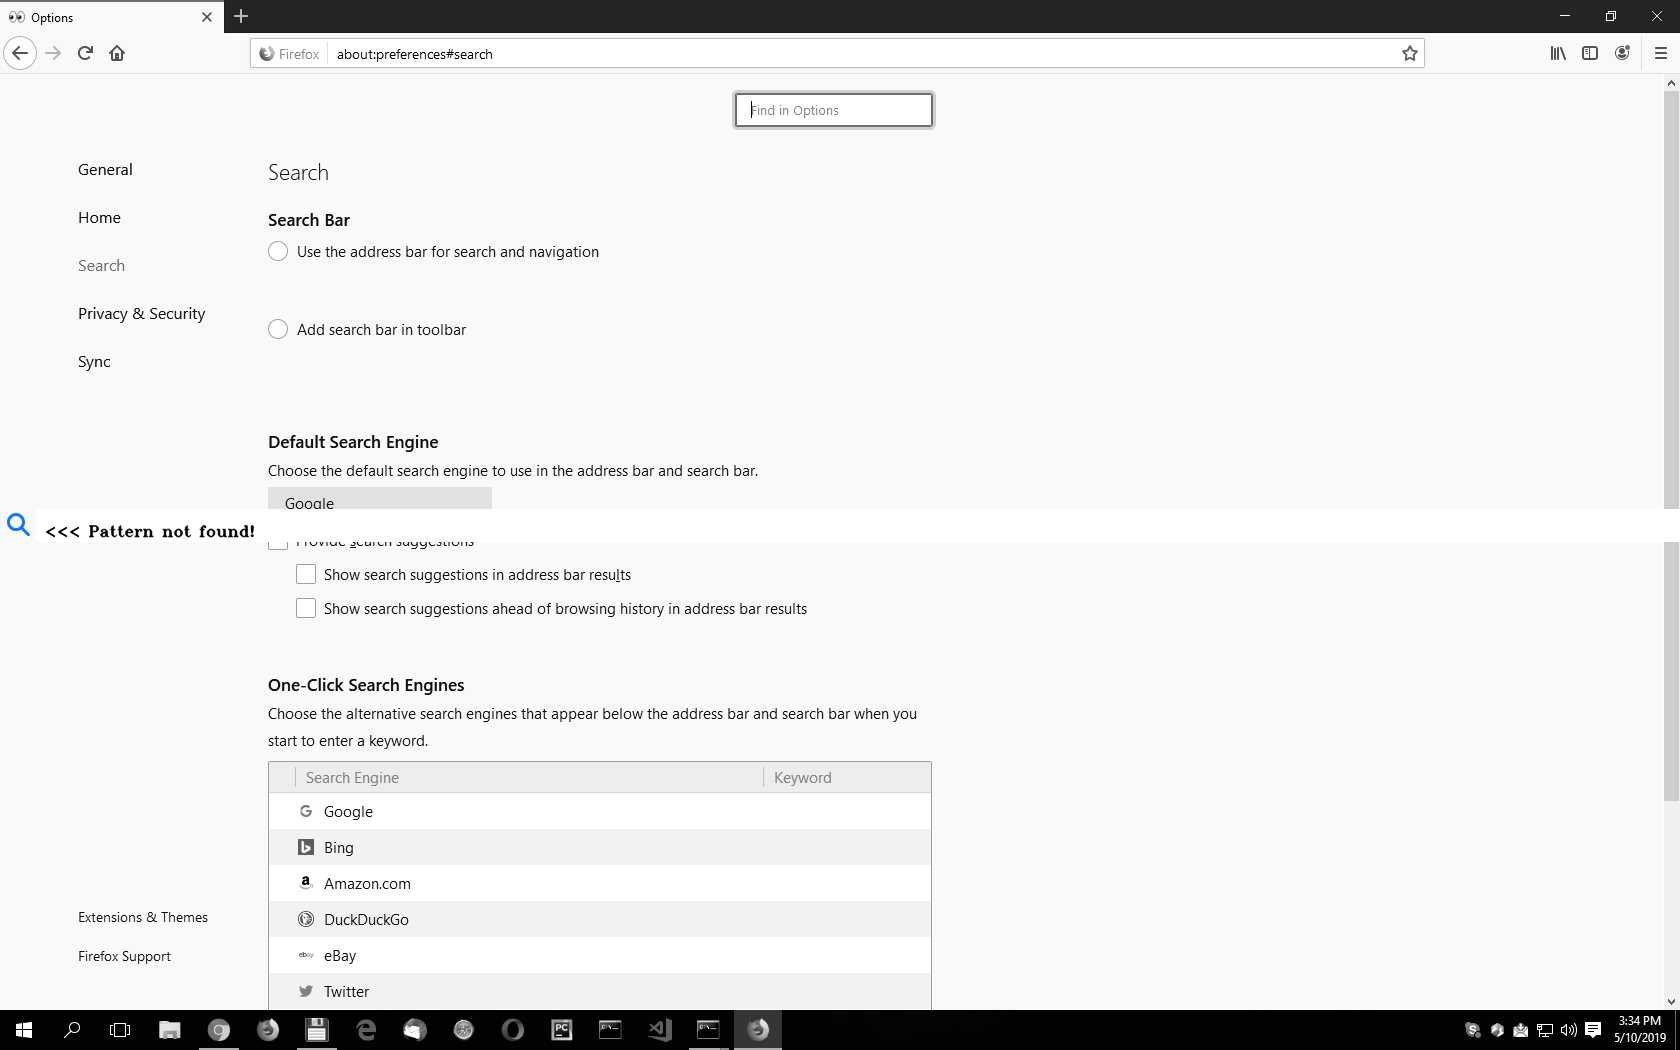 Options
Firefox about:preferences#search
Find in Options
General
Home
Search
Privacy & Security
Sync
Extensions & Themes
Firefox Support
Search
Search Bar
Use the address bar for search and navigation
Add search bar in toolbar
Default Search Engine
Choose the default search engine to use in the address bar and search bar.
Google
<<< Pattern not found!
Provide search suggestions
Show search suggestions in address bar results
Show search suggestions ahead of browsing history in address bar results
One-Click Search Engines
Choose the alternative search engines that appear below the address bar and search bar when you
start to enter a keyword.
Search Engine Keyword
Google
Bing
Amazon.com
DuckDuckGo
ebay eBay
Twitter
PC
3:34 PM
5/10/2019